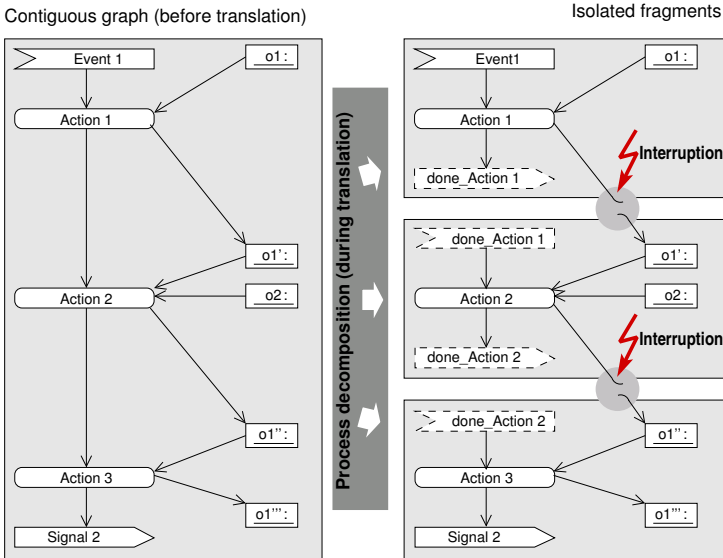 Contiguous graph (before translation)
Event 1
o1:
Action 1
o1':
Action 2
o2:
o1'':
Action 3
o1''':
Signal 2
Process decomposition (during translation)
Isolated fragments
Event1
o1:
Action 1
Interruption
done_Action 1
done_Action 1
o1':
Action 2
o2:
Interruption
done_Action 2
done_Action 2
o1'':
Action 3
o1''':
Signal 2